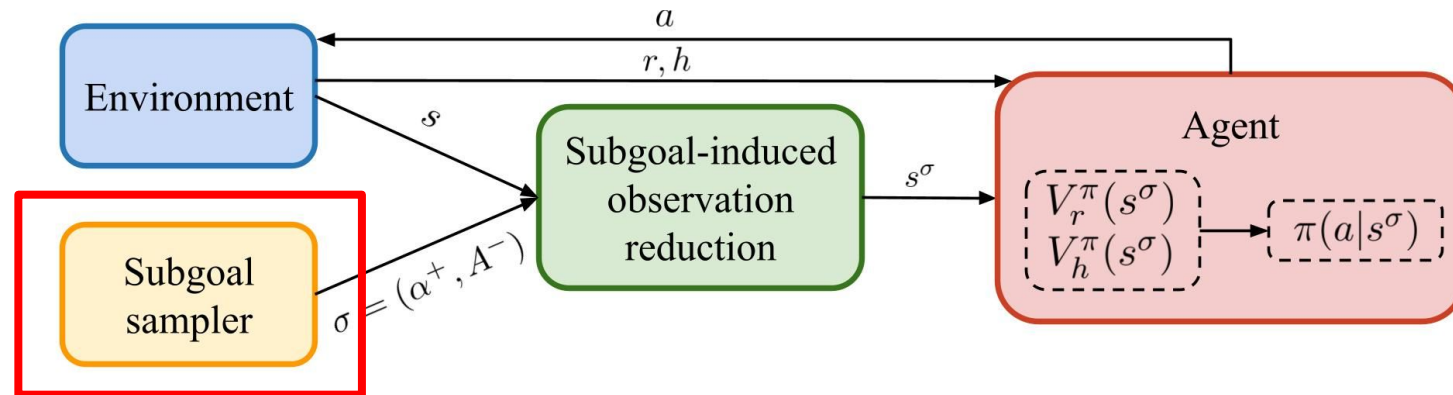 a
r, h
Environment
s
Subgoal-induced
observation
reduction
s^σ
Agent
V_r^π(s^σ)
V_h^π(s^σ)
π(a|s^σ)
Subgoal
sampler
σ = (α^+, A^-)